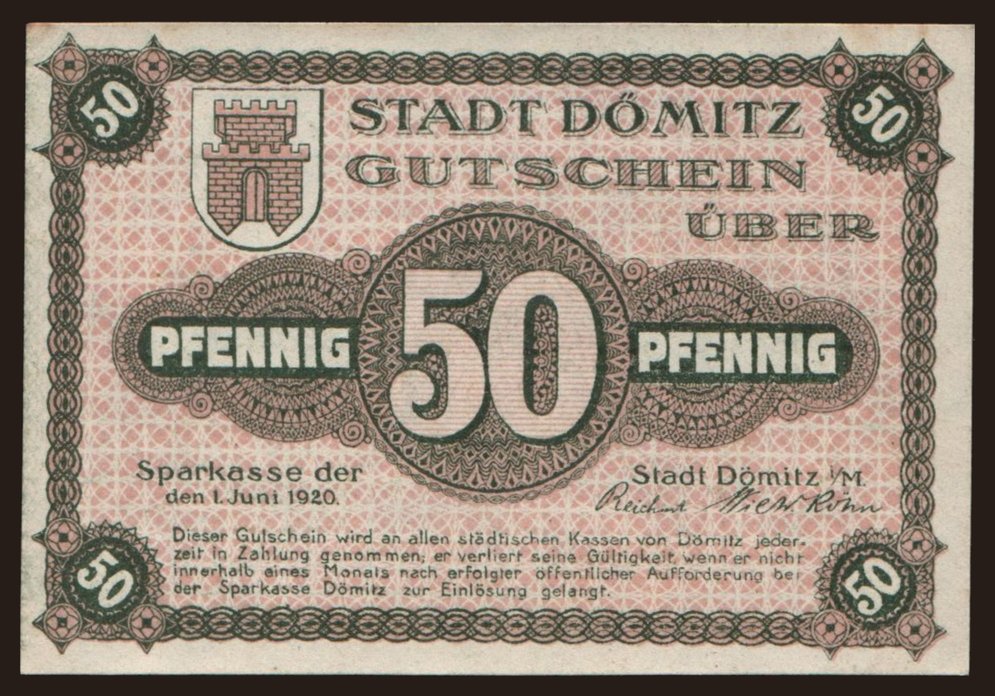 50
50
STADT DÖMITZ
GUTSCHEIN
ÜBER
PFENNIG 50 PFENNIG
Sparkasse der Stadt Dömitz i/M.
den 1. Juni 1920.
Dieser Gutschein wird an allen städtischen Kassen von Dömitz jeder-
zeit in Zahlung genommen; er verliert seine Gültigkeit, wenn er nicht
innerhalb eines Monats nach erfolgter öffentlicher Aufforderung bei
der Sparkasse Dömitz zur Einlösung gelangt.
50
50